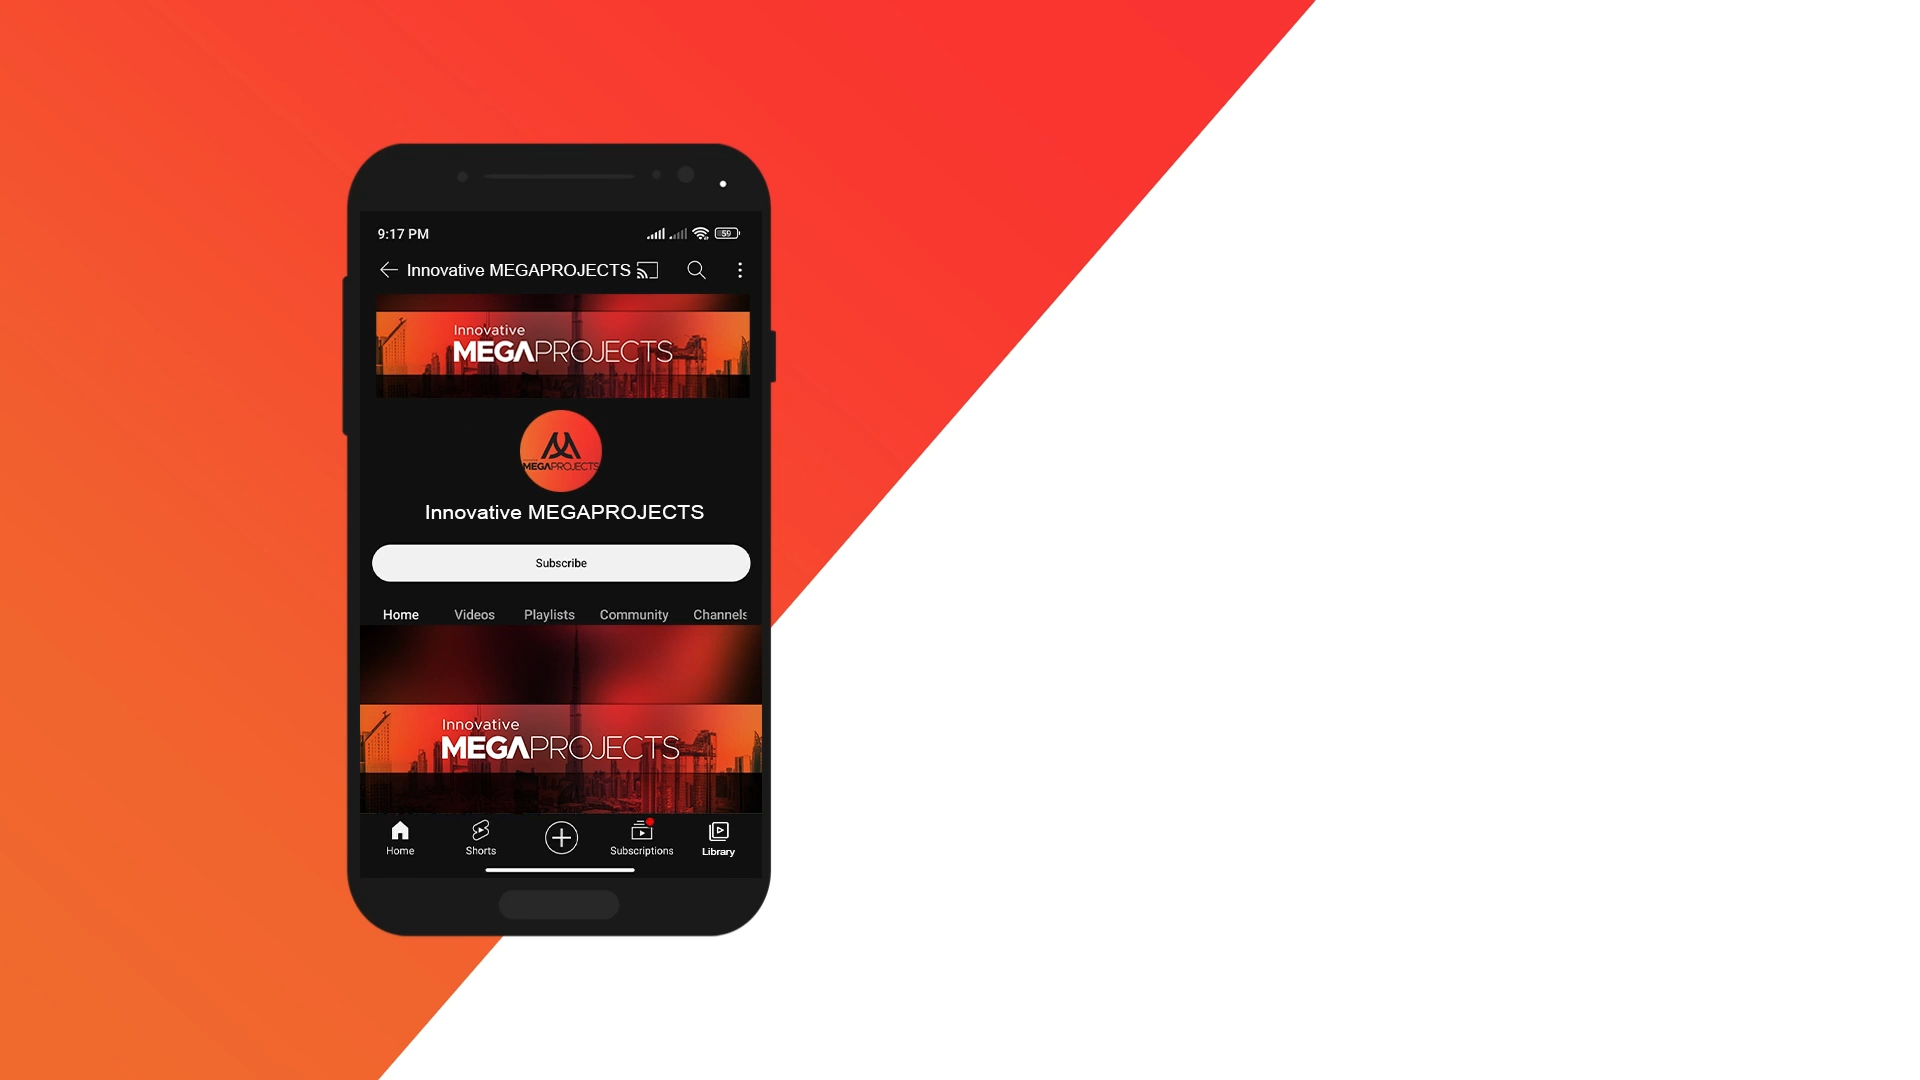 9:17 PM
59
Innovative MEGAPROJECTS
Innovative
MEGAPROJECTS
MEGAPROJECTS
Innovative MEGAPROJECTS
Subscribe
Home Videos Playlists Community Channels
Innovative
MEGAPROJECTS
Home Shorts Subscriptions Library